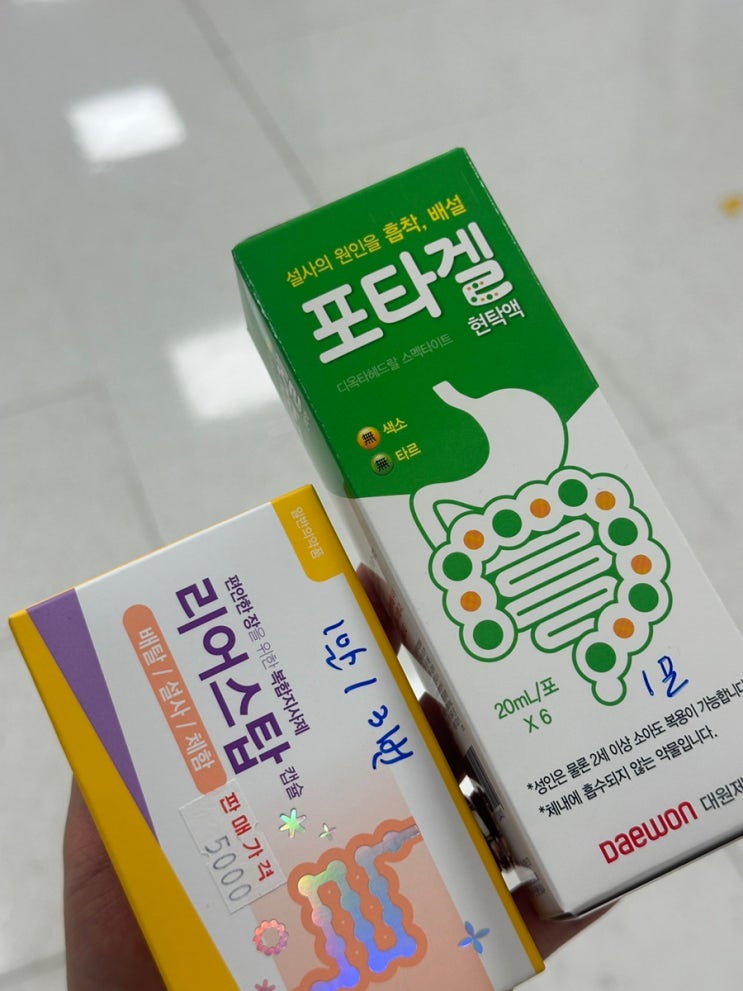 설사의 원인을 흡착, 배설
포타겔
현탁액
디옥타헤드랄 스멕타이트
無 색소
無 타르
20mL/포
X 6
1포
*성인은 물론 2세 이상 소아도 복용이 가능합니다
*체내에 흡수되지 않는 약물입니다.
Daewon 대원제
일반의약품
편안한 장을 위한 복합지사제
리어스탑 캡슐
배탈 / 설사 / 체함
1알
판매가격
5000